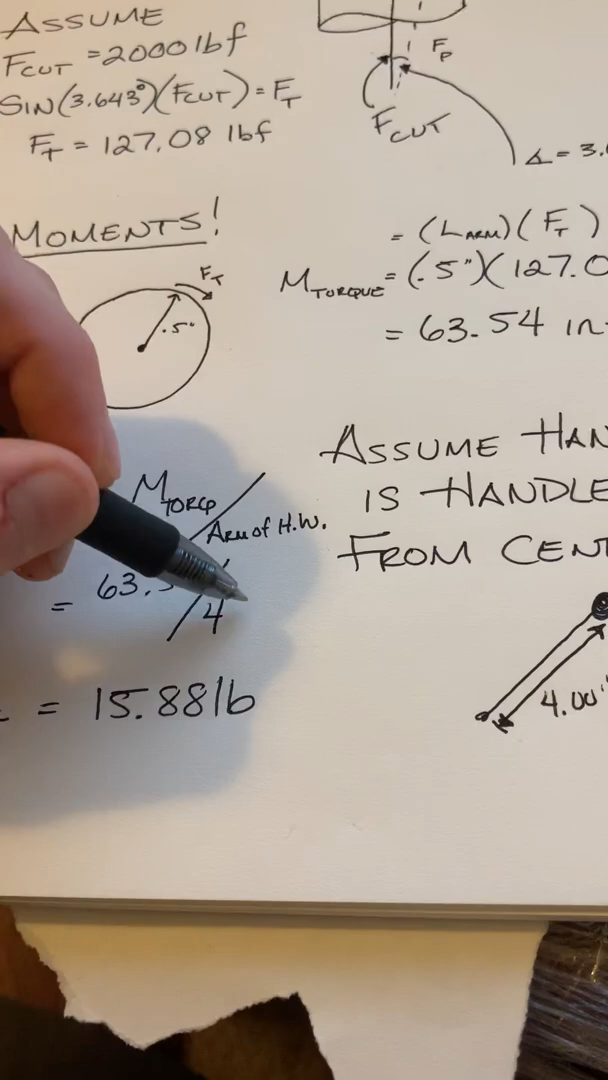 ASSUME
FCUT = 2000 lbf
SIN(3.643°)(FCUT) = FT
FT = 127.08 lbf
FP
FCUT
∡ = 3.
MOMENTS!
FT
.5"
= (LARM)(FT)
MTORQUE = (.5")(127.0
= 63.54 in
MTORQ
ARM of H.W.
= 63.5
4
= 15.88 lb
ASSUME HAN
IS HANDLE
FROM CENT
4.00"